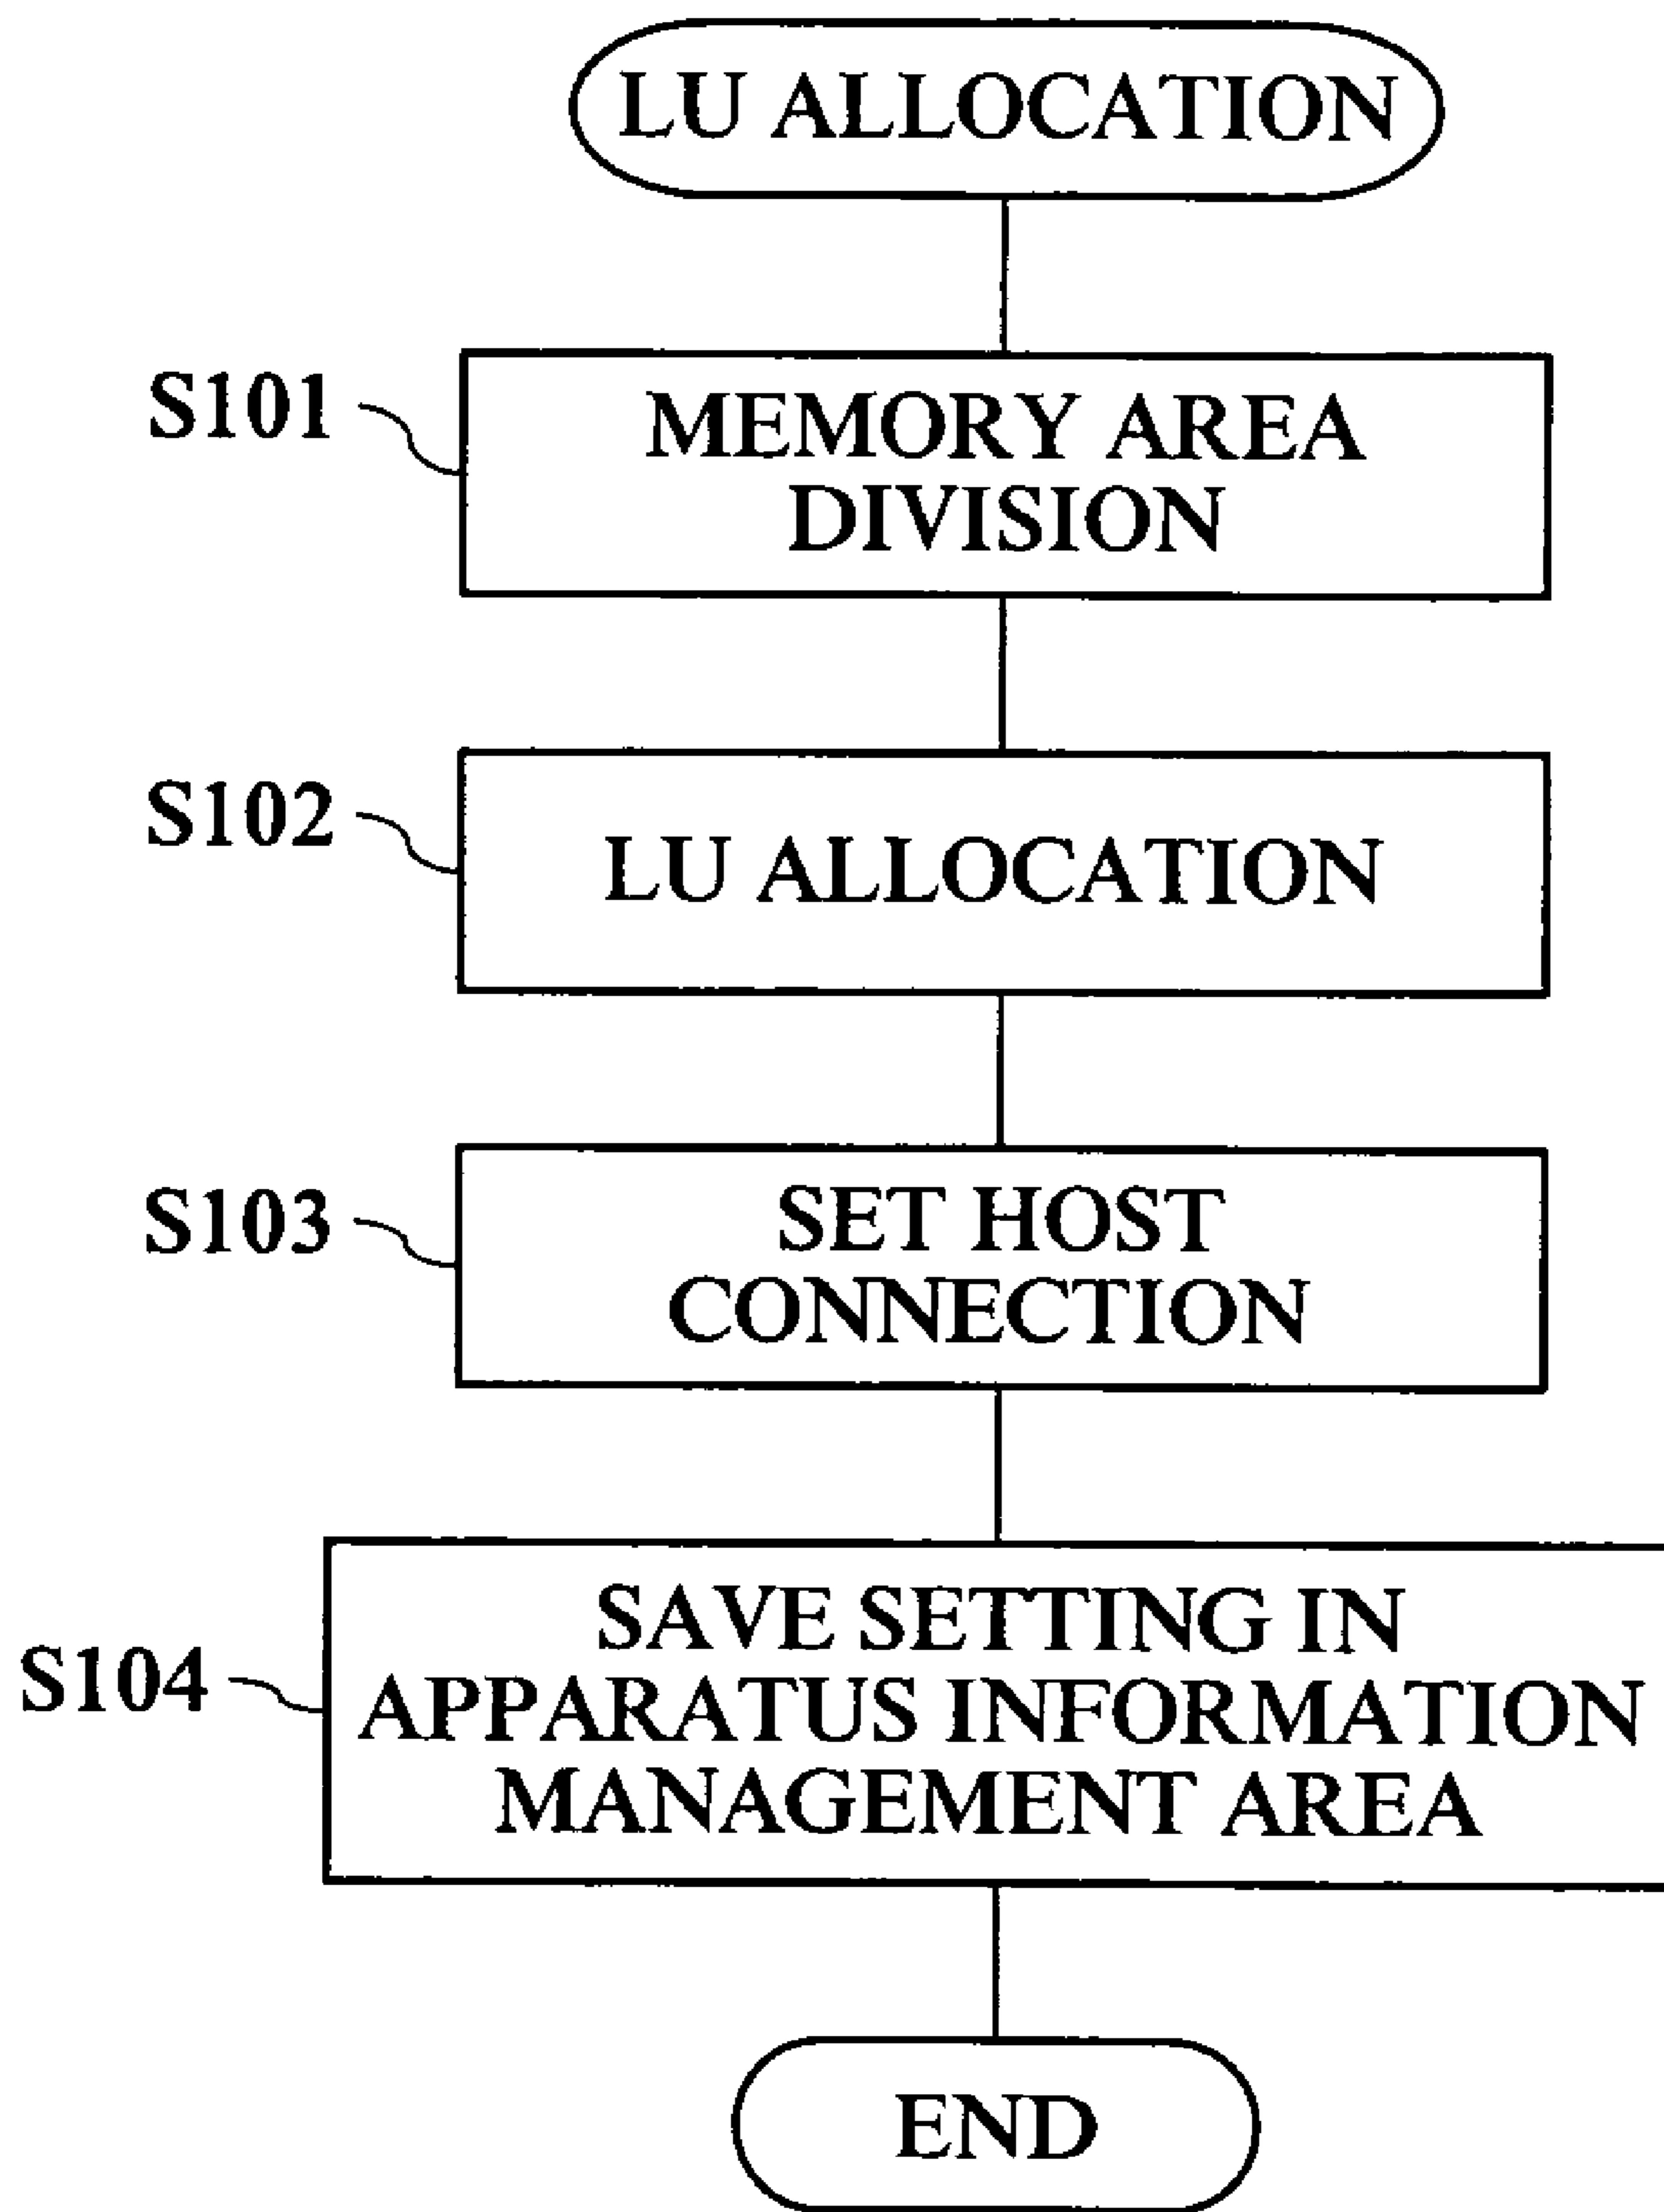 LU ALLOCATION
S101
MEMORY AREA
DIVISION
S102
LU ALLOCATION
S103
SET HOST
CONNECTION
S104
SAVE SETTING IN
APPARATUS INFORMATION
MANAGEMENT AREA
END